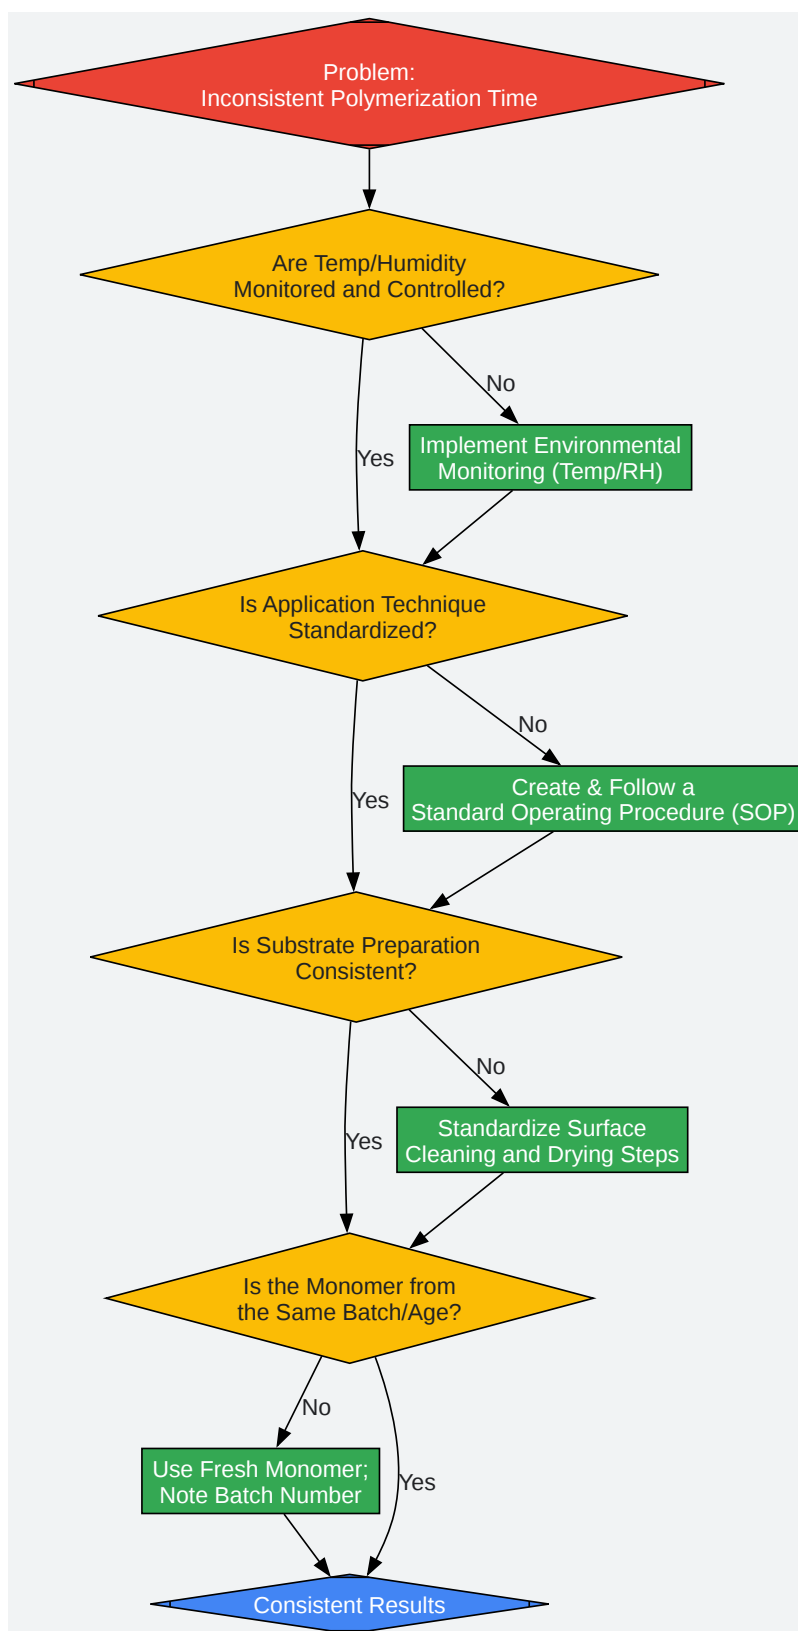 Problem:
Inconsistent Polymerization Time
Are Temp/Humidity
Monitored and Controlled?
No
Yes
Implement Environmental
Monitoring (Temp/RH)
Is Application Technique
Standardized?
No
Yes
Create & Follow a
Standard Operating Procedure (SOP)
Is Substrate Preparation
Consistent?
No
Yes
Standardize Surface
Cleaning and Drying Steps
Is the Monomer from
the Same Batch/Age?
No
Yes
Use Fresh Monomer;
Note Batch Number
Consistent Results